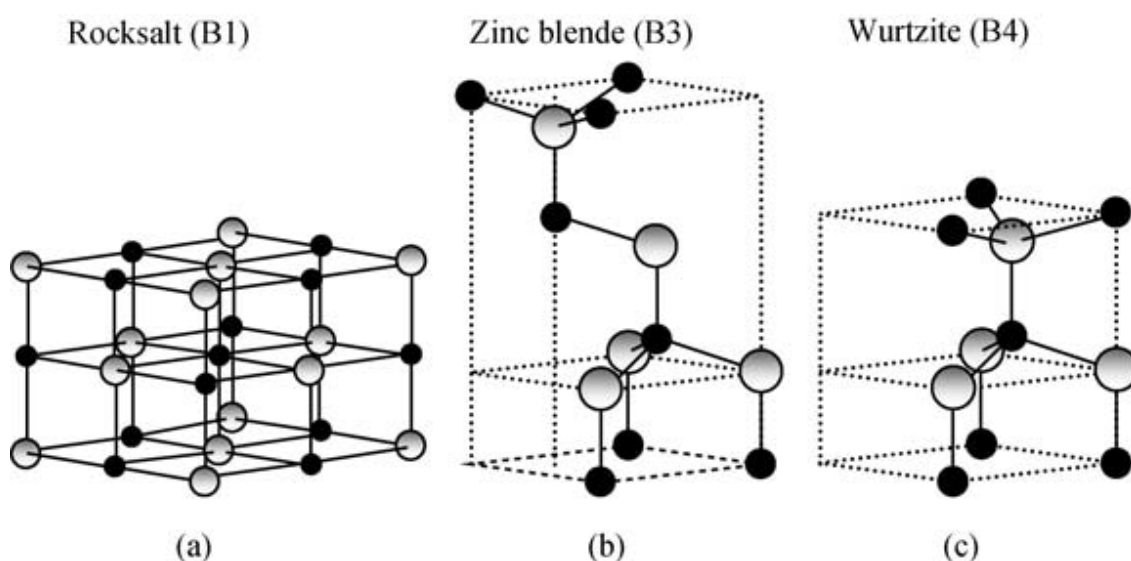 Rocksalt (B1)
Zinc blende (B3)
Wurtzite (B4)
(a)
(b)
(c)